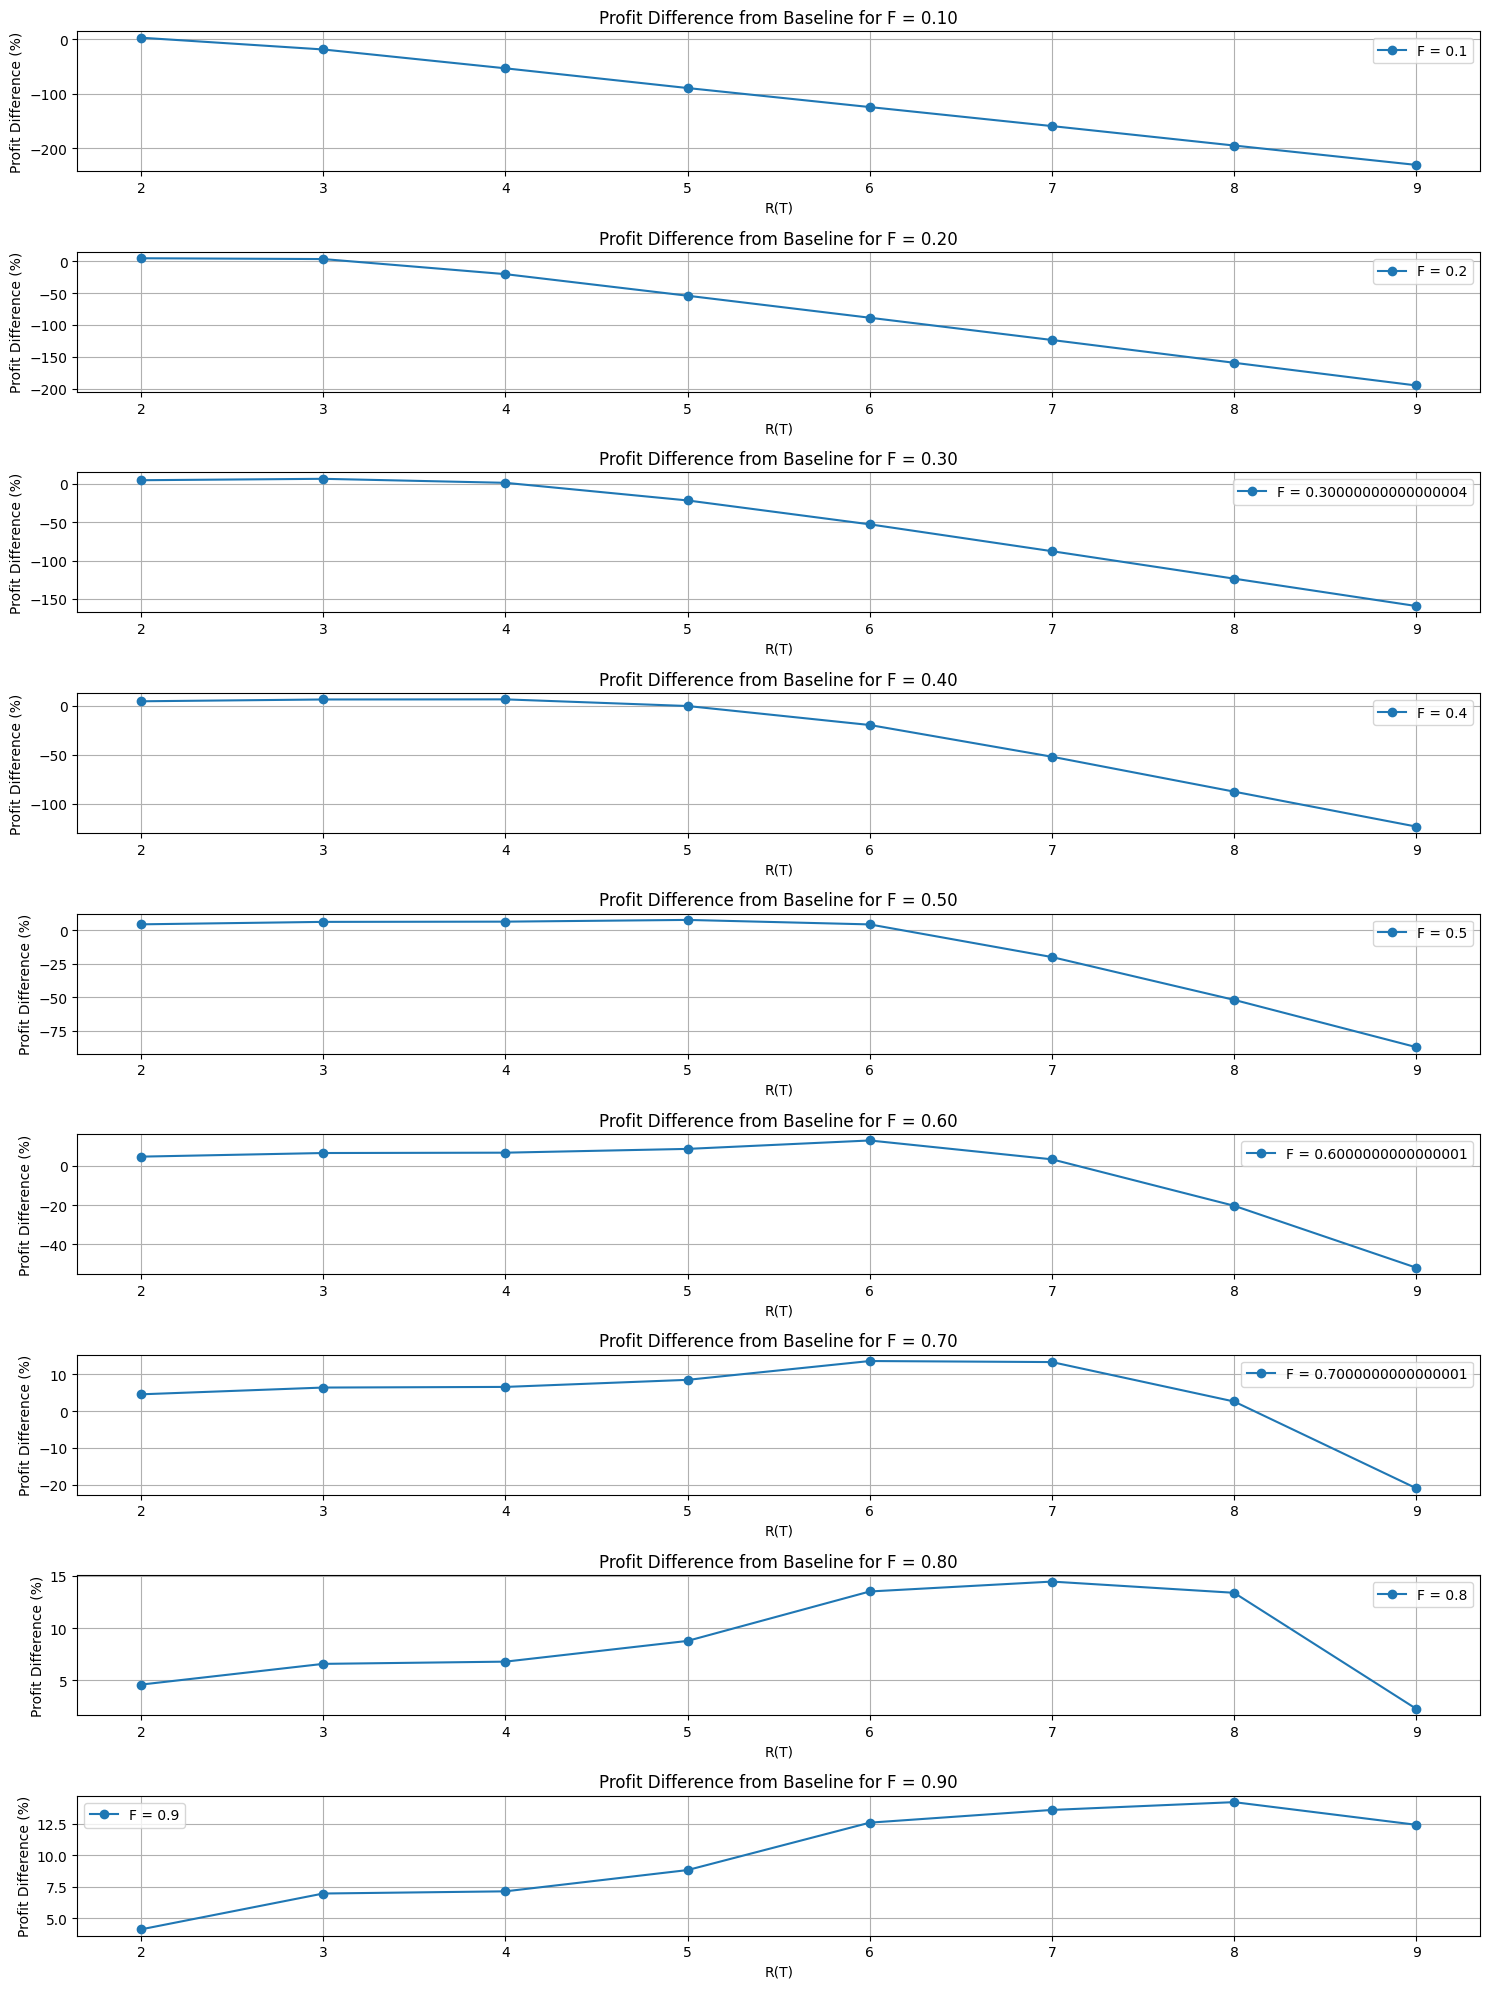 Profit Difference from Baseline for F = 0.10
Profit Difference (%)
0
−100
−200
F = 0.1
2 3 4 5 6 7 8 9
R(T)
Profit Difference from Baseline for F = 0.20
Profit Difference (%)
0
−50
−100
−150
−200
F = 0.2
2 3 4 5 6 7 8 9
R(T)
Profit Difference from Baseline for F = 0.30
Profit Difference (%)
0
−50
−100
−150
F = 0.30000000000000004
2 3 4 5 6 7 8 9
R(T)
Profit Difference from Baseline for F = 0.40
Profit Difference (%)
0
−50
−100
F = 0.4
2 3 4 5 6 7 8 9
R(T)
Profit Difference from Baseline for F = 0.50
Profit Difference (%)
0
−25
−50
−75
F = 0.5
2 3 4 5 6 7 8 9
R(T)
Profit Difference from Baseline for F = 0.60
Profit Difference (%)
0
−20
−40
F = 0.6000000000000001
2 3 4 5 6 7 8 9
R(T)
Profit Difference from Baseline for F = 0.70
Profit Difference (%)
10
0
−10
−20
F = 0.7000000000000001
2 3 4 5 6 7 8 9
R(T)
Profit Difference from Baseline for F = 0.80
Profit Difference (%)
15
10
5
F = 0.8
2 3 4 5 6 7 8 9
R(T)
Profit Difference from Baseline for F = 0.90
Profit Difference (%)
12.5
10.0
7.5
5.0
F = 0.9
2 3 4 5 6 7 8 9
R(T)